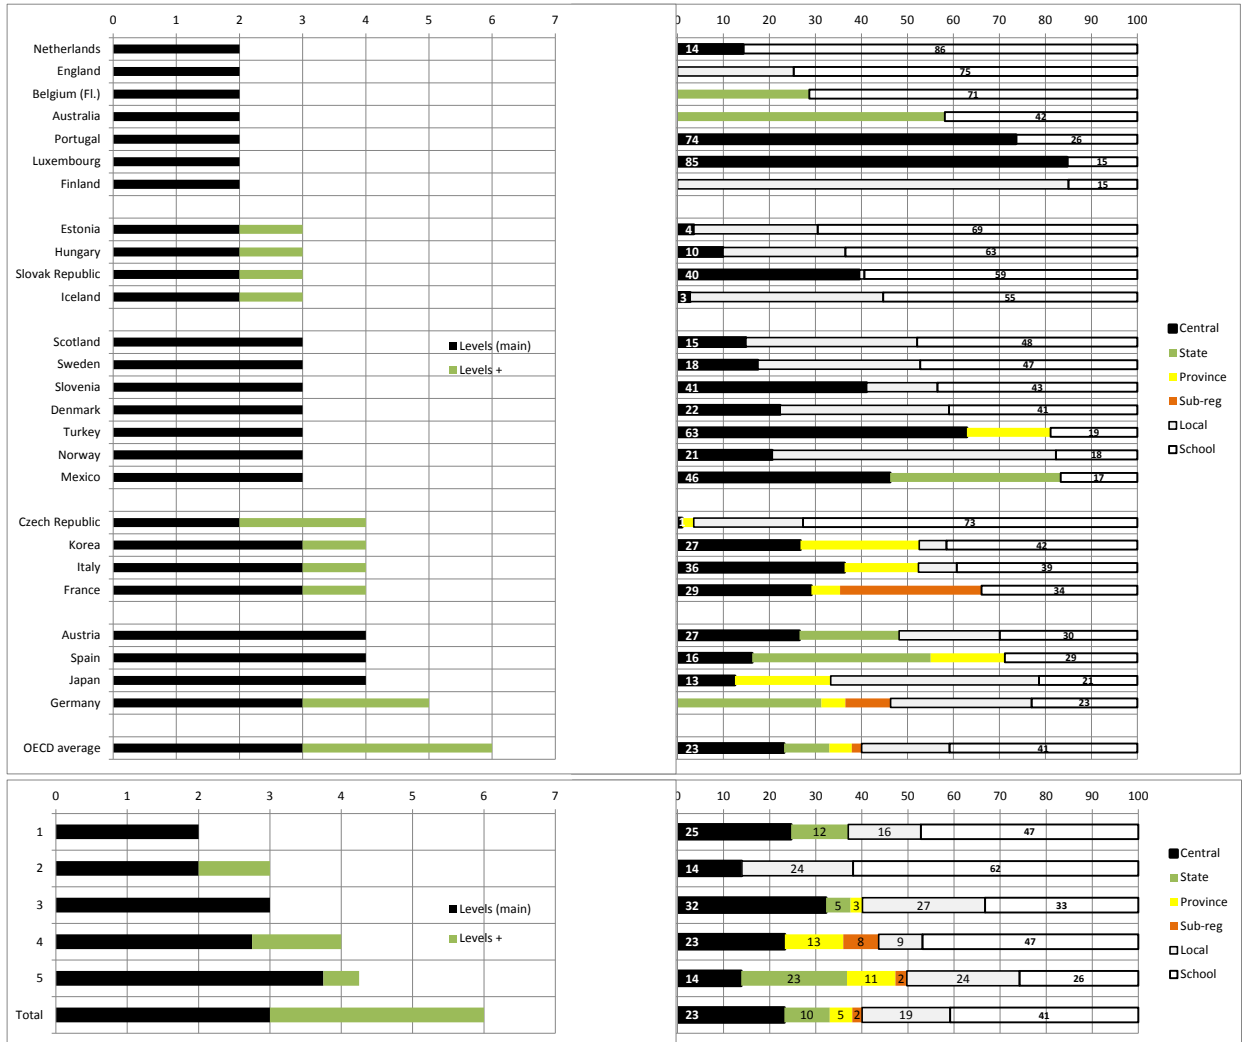 0 1 2 3 4 5 6 7 0 10 20 30 40 50 60 70 80 90 100
Netherlands 14 86
England 75
Belgium (Fl.) 71
Australia 42
Portugal 74 26
Luxembourg 85 15
Finland 15
Estonia 4 69
Hungary 10 63
Slovak Republic 40 59
Iceland 3 55
Central
Scotland Levels (main) 15 48
State
Sweden Levels + 18 47
Slovenia 41 43
Province
Denmark 22 41
Sub-reg
Turkey 63 19
Local
Norway 21 18
School
Mexico 46 17
Czech Republic 73
Korea 27 42
Italy 36 39
France 29 34
Austria 27 30
Spain 16 29
Japan 13 21
Germany 23
OECD average 23 41
0 1 2 3 4 5 6 7 0 10 20 30 40 50 60 70 80 90 100
1 25 12 16 47
Central
2 14 24 62
State
3 Levels (main) 32 5 3 27 33
Province
4 Levels + 23 13 8 9 47
Sub-reg
Local
5 14 23 11 2 24 26
School
Total 23 10 5 2 19 41